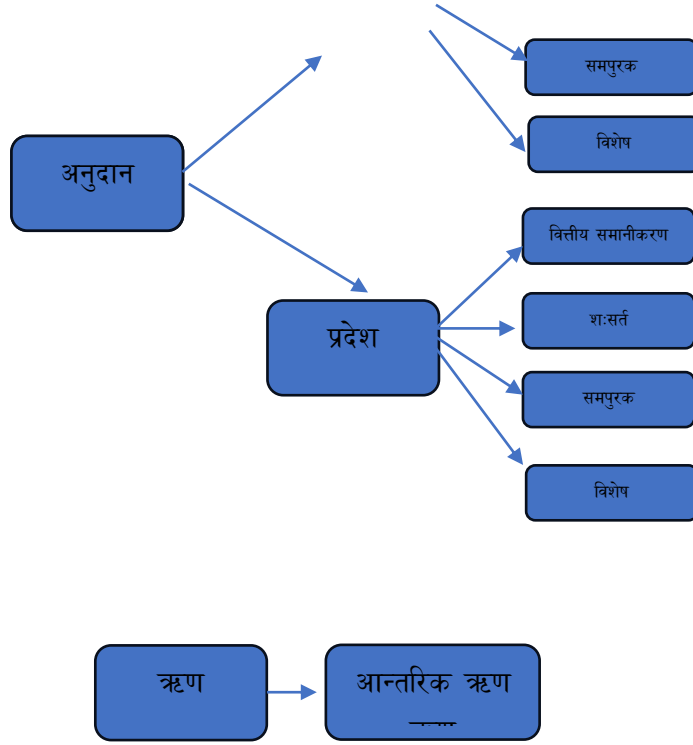 समपुरक
विशेष
अनुदान
वित्तीय समानीकरण
शःसर्त
प्रदेश
समपुरक
विशेष
ऋण
आन्तरिक ऋण